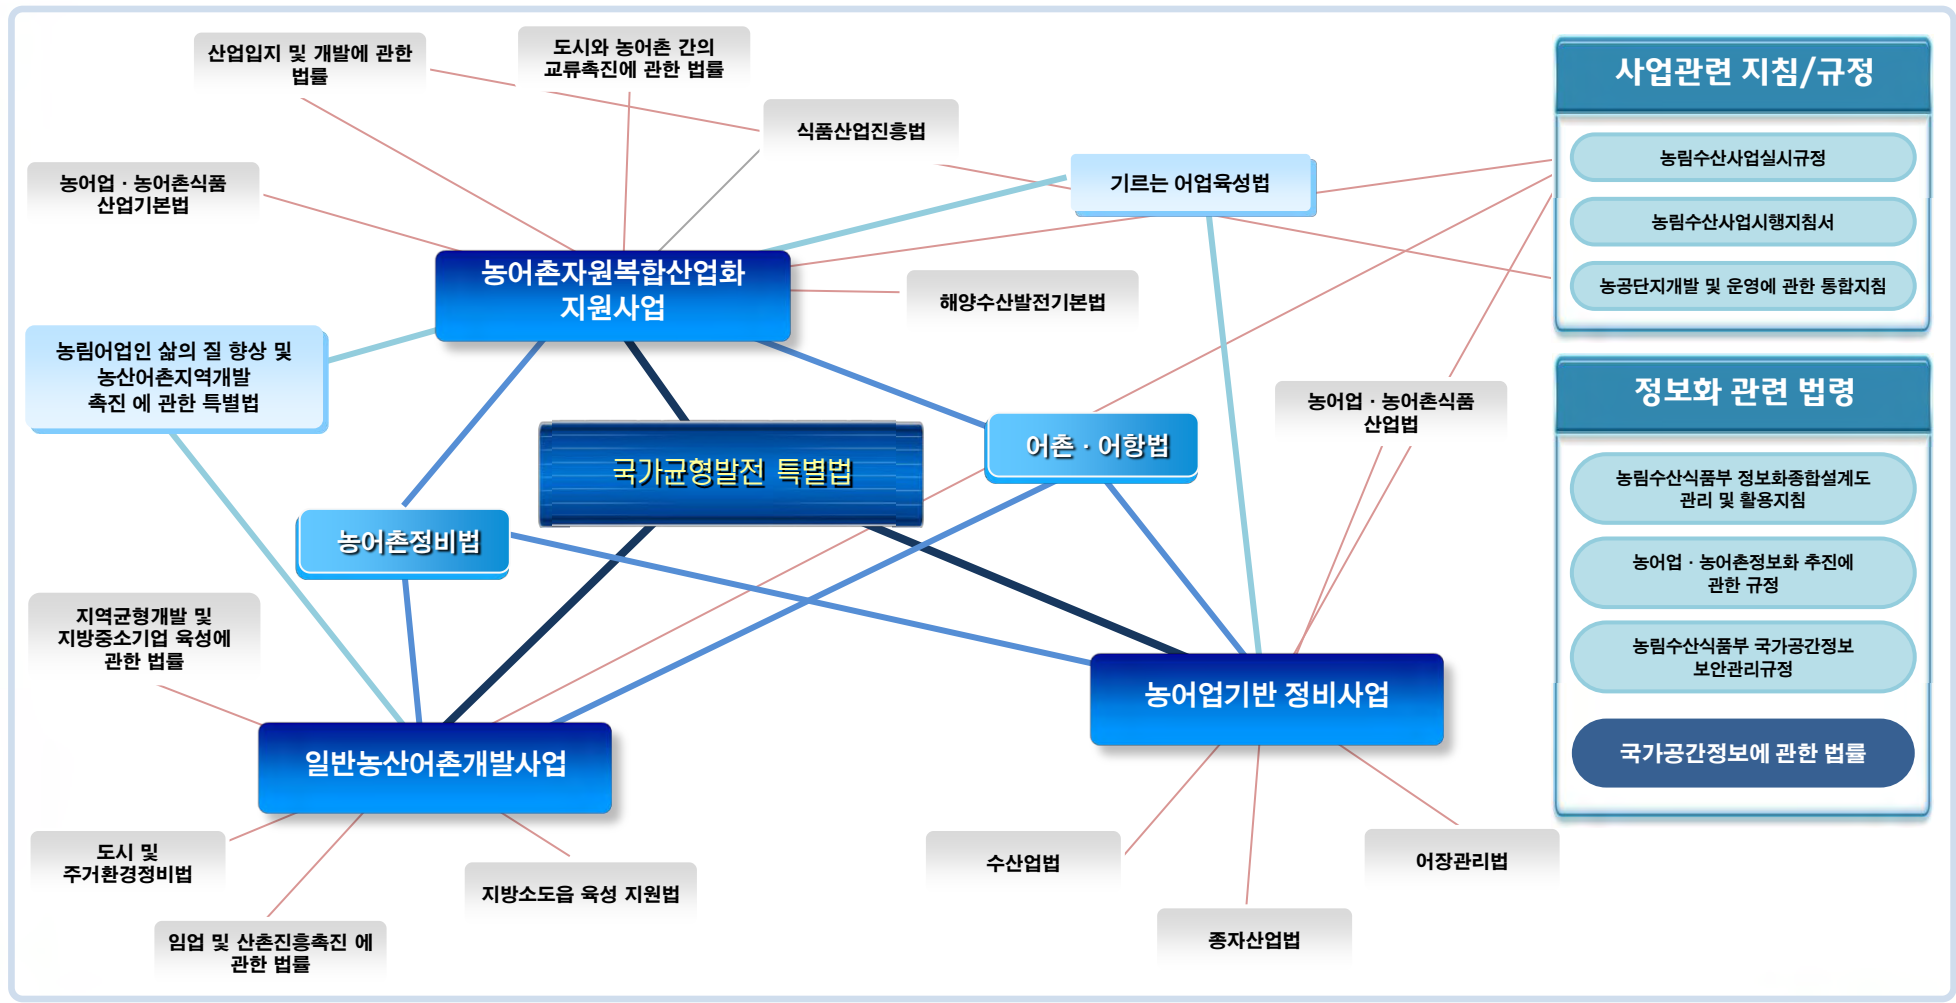 산업입지 및 개발에 관한
법률
도시와 농어촌 간의
교류촉진에 관한 법률
식품산업진흥법
농어업 · 농어촌식품
산업기본법
기르는 어업육성법
농어촌자원복합산업화
지원사업
해양수산발전기본법
농림어업인 삶의 질 향상 및
농산어촌지역개발
촉진 에 관한 특별법
농어업 · 농어촌식품
산업법
어촌 · 어항법
국가균형발전 특별법
농어촌정비법
지역균형개발 및
지방중소기업 육성에
관한 법률
농어업기반 정비사업
일반농산어촌개발사업
도시 및
주거환경정비법
지방소도읍 육성 지원법
임업 및 산촌진흥촉진 에
관한 법률
수산업법
어장관리법
종자산업법
사업관련 지침/규정
농림수산사업실시규정
농림수산사업시행지침서
농공단지개발 및 운영에 관한 통합지침
정보화 관련 법령
농림수산식품부 정보화종합설계도
관리 및 활용지침
농어업 · 농어촌정보화 추진에
관한 규정
농림수산식품부 국가공간정보
보안관리규정
국가공간정보에 관한 법률